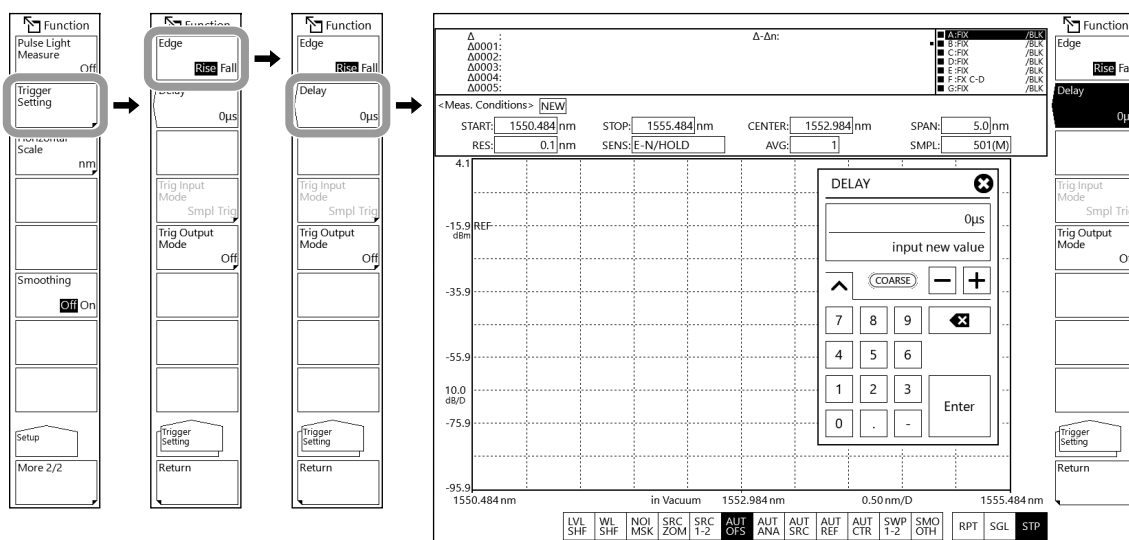 Function
Pulse Light
Measure
Off
Trigger
Setting
Horizontal
Scale
nm
Smoothing
Off On
Setup
More 2/2
Function
Edge
Rise Fall
Delay
0µs
Trig Input
Mode
Smpl Trig
Trig Output
Mode
Off
Trigger
Setting
Return
Function
Edge
Rise Fall
Delay
0µs
Trig Input
Mode
Smpl Trig
Trig Output
Mode
Off
Trigger
Setting
Return
Δ : Δ-Δn:
Δ0001:
Δ0002:
Δ0003:
Δ0004:
Δ0005:
A:FIX /BLK
B:FIX /BLK
C:FIX /BLK
D:FIX /BLK
E :FIX /BLK
F :FX C-D /BLK
G:FIX /BLK
<Meas. Conditions> NEW
START: 1550.484 nm STOP: 1555.484 nm CENTER: 1552.984 nm SPAN: 5.0 nm
RES: 0.1 nm SENS: E-N/HOLD AVG: 1 SMPL: 501(M)
4.1
-15.9 REF
dBm
-35.9
-55.9
10.0
dB/D
-75.9
-95.9
1550.484 nm in Vacuum 1552.984 nm 0.50 nm/D 1555.484 nm
DELAY
0µs
input new value
COARSE − +
7 8 9
4 5 6
1 2 3
Enter
0 . -
LVL SHF WL SHF NOI MSK SRC ZOM SRC 1-2 AUT OFS AUT ANA AUT SRC AUT REF AUT CTR SWP 1-2 SMO OTH RPT SGL STP
Function
Edge
Rise Fa
Delay
0µ
Trig Input
Mode
Smpl Tri
Trig Output
Mode
O
Trigger
Setting
Return